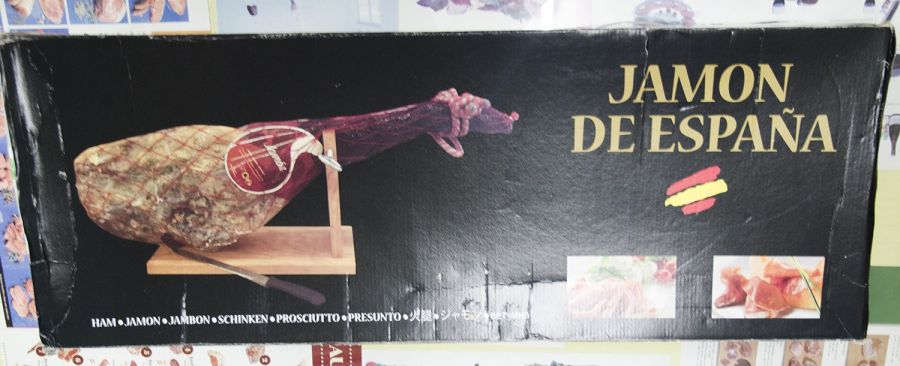 JAMON
DE ESPAÑA
HAM•JAMON•JAMBON•SCHINKEN•PROSCIUTTO•PRESUNTO•火腿•ジャモン•